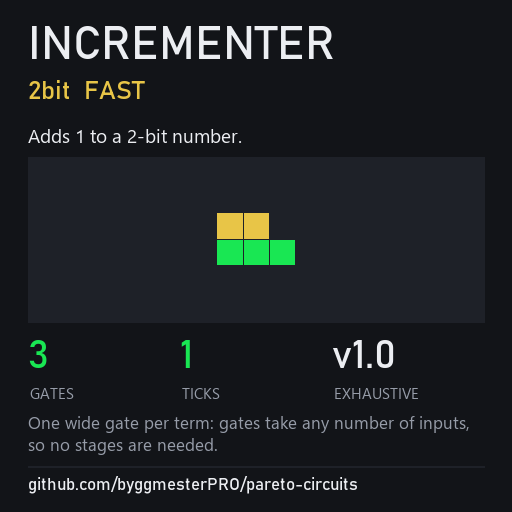 INCREMENTER
2bit FAST
Adds 1 to a 2-bit number.
3 1 v1.0
GATES TICKS EXHAUSTIVE
One wide gate per term: gates take any number of inputs,
so no stages are needed.
github.com/byggmesterPRO/pareto-circuits